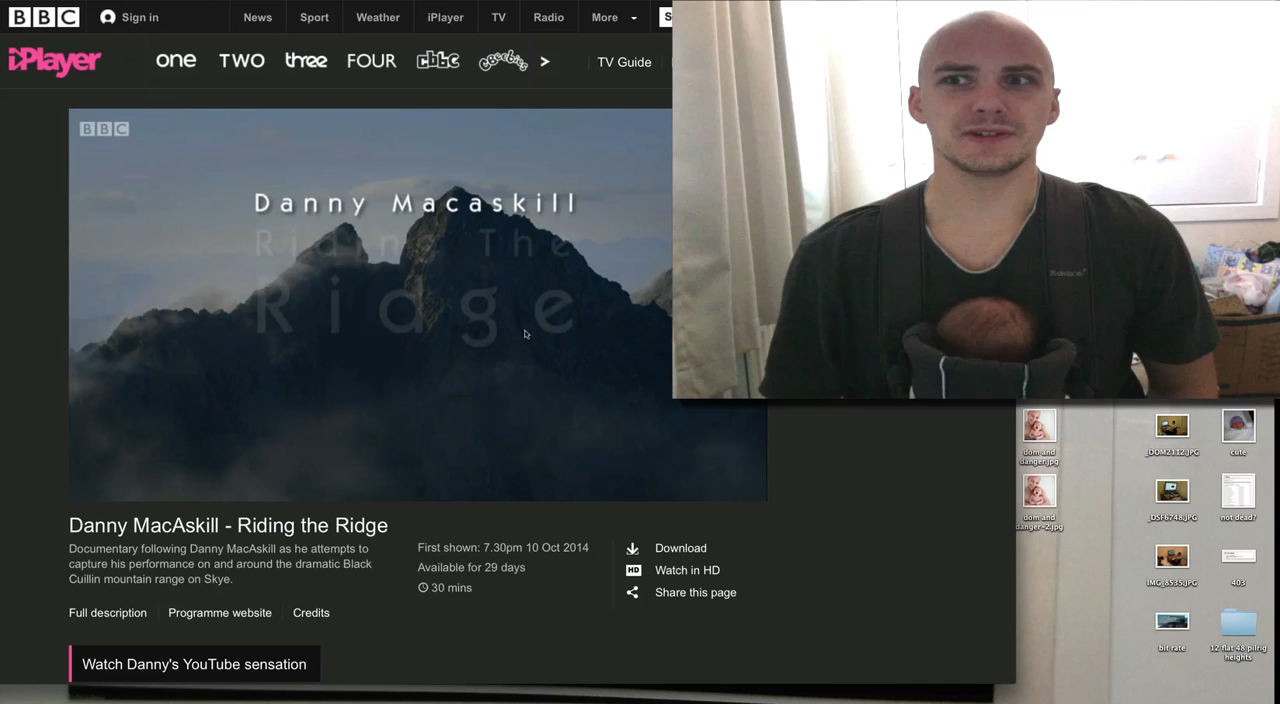 BBC
Sign in
News
Sport
Weather
iPlayer
TV
Radio
More
S
iPlayer
one
TWO
three
FOUR
cbbc
cbeebies
>
TV Guide
BBC
Danny Macaskill
Riding The
Ridge
Danny MacAskill - Riding the Ridge
Documentary following Danny MacAskill as he attempts to
capture his performance on and around the dramatic Black
Cuillin mountain range on Skye.
First shown: 7.30pm 10 Oct 2014
Available for 29 days
30 mins
Download
HD Watch in HD
Share this page
Full description
Programme website
Credits
Watch Danny's YouTube sensation
dom and
danger.jpg
_DOM2112.JPG
cute
dom and
danger-2.jpg
_DSF6748.JPG
not dead?
IMG_8535.JPG
403
bit rate
12 flat 48 pilrig
heights